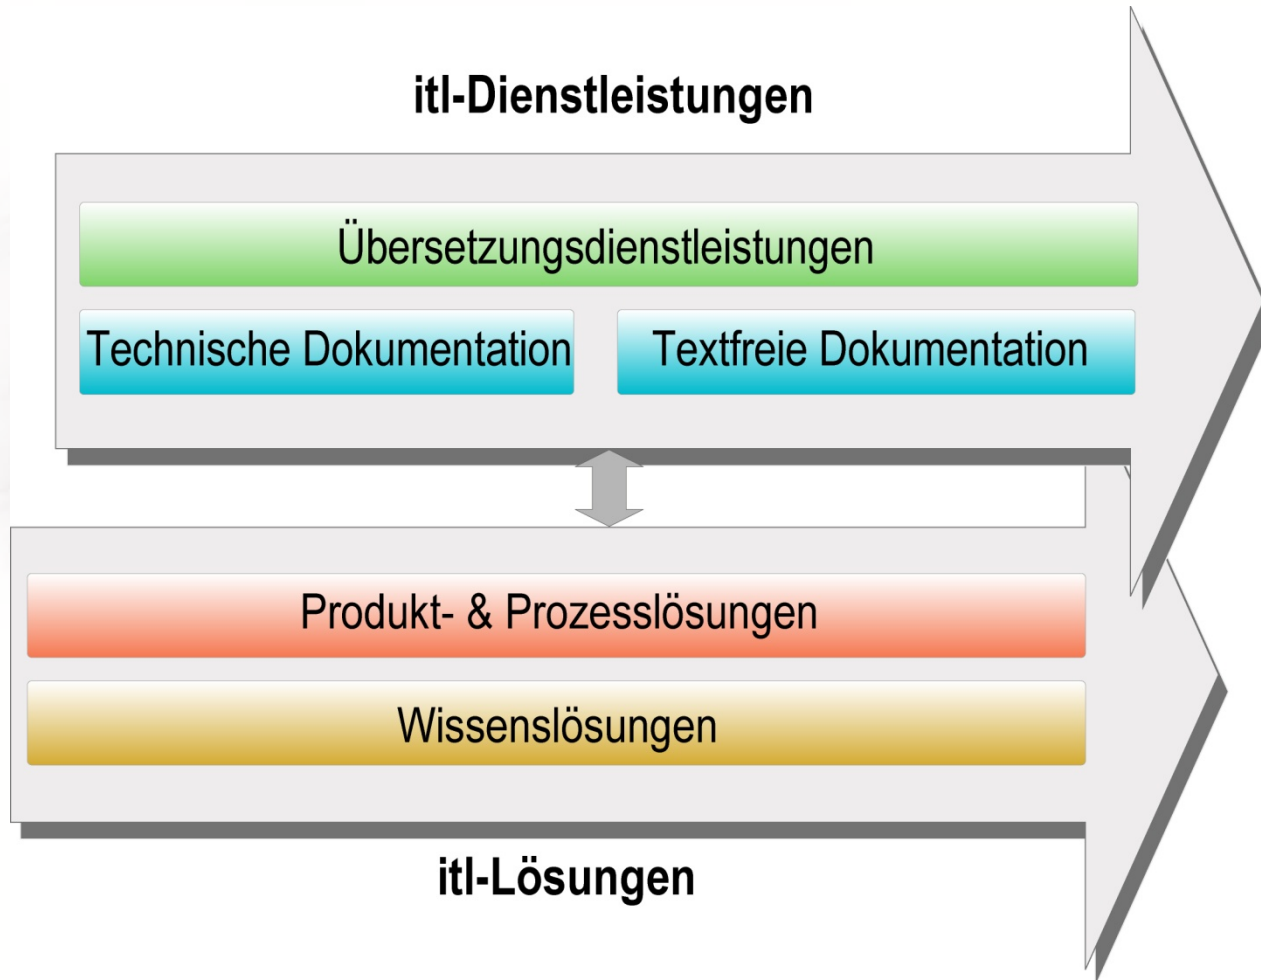 itl-Dienstleistungen
Übersetzungsdienstleistungen
Technische Dokumentation
Textfreie Dokumentation
Produkt- & Prozesslösungen
Wissenslösungen
itl-Lösungen